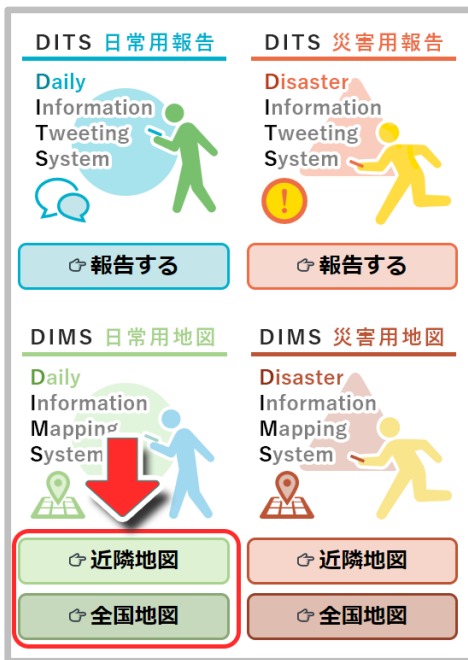 DITS 日常用報告
Daily
Information
Tweeting
System
☞報告する
DITS 災害用報告
Disaster
Information
Tweeting
System
!
☞報告する
DIMS 日常用地図
Daily
Information
Mapping
System
☞近隣地図
☞全国地図
DIMS 災害用地図
Disaster
Information
Mapping
System
☞近隣地図
☞全国地図